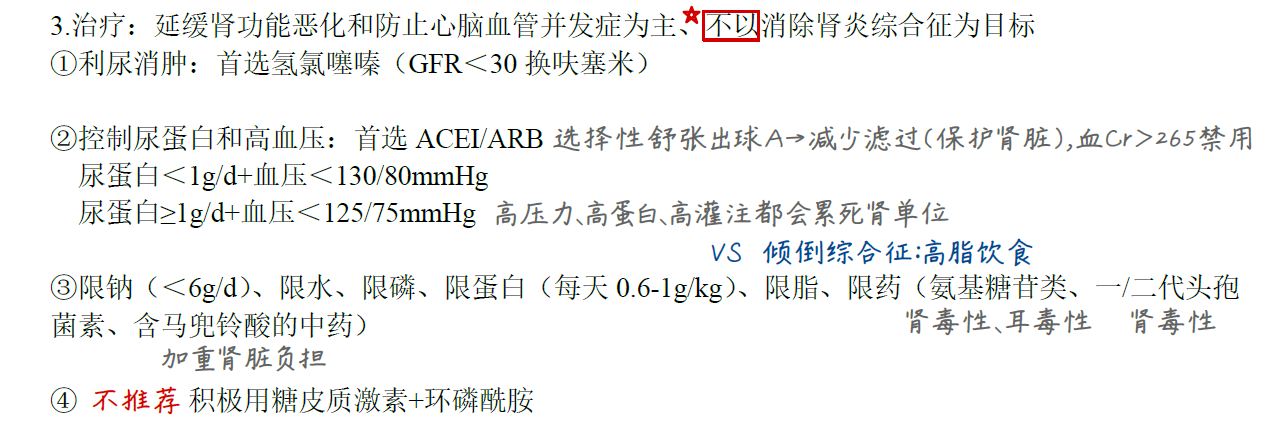 3.治疗：延缓肾功能恶化和防止心脑血管并发症为主、不以消除肾炎综合征为目标
①利尿消肿：首选氢氯噻嗪（GFR＜30 换呋塞米）
②控制尿蛋白和高血压：首选 ACEI/ARB 选择性舒张出球A→减少滤过(保护肾脏),血Cr＞265禁用
尿蛋白＜1g/d+血压＜130/80mmHg
尿蛋白≥1g/d+血压＜125/75mmHg 高压力、高蛋白、高灌注都会累死肾单位
VS 倾倒综合征:高脂饮食
③限钠（＜6g/d）、限水、限磷、限蛋白（每天 0.6-1g/kg）、限脂、限药（氨基糖苷类、一/二代头孢
菌素、含马兜铃酸的中药） 肾毒性、耳毒性 肾毒性
加重肾脏负担
④ 不推荐 积极用糖皮质激素+环磷酰胺